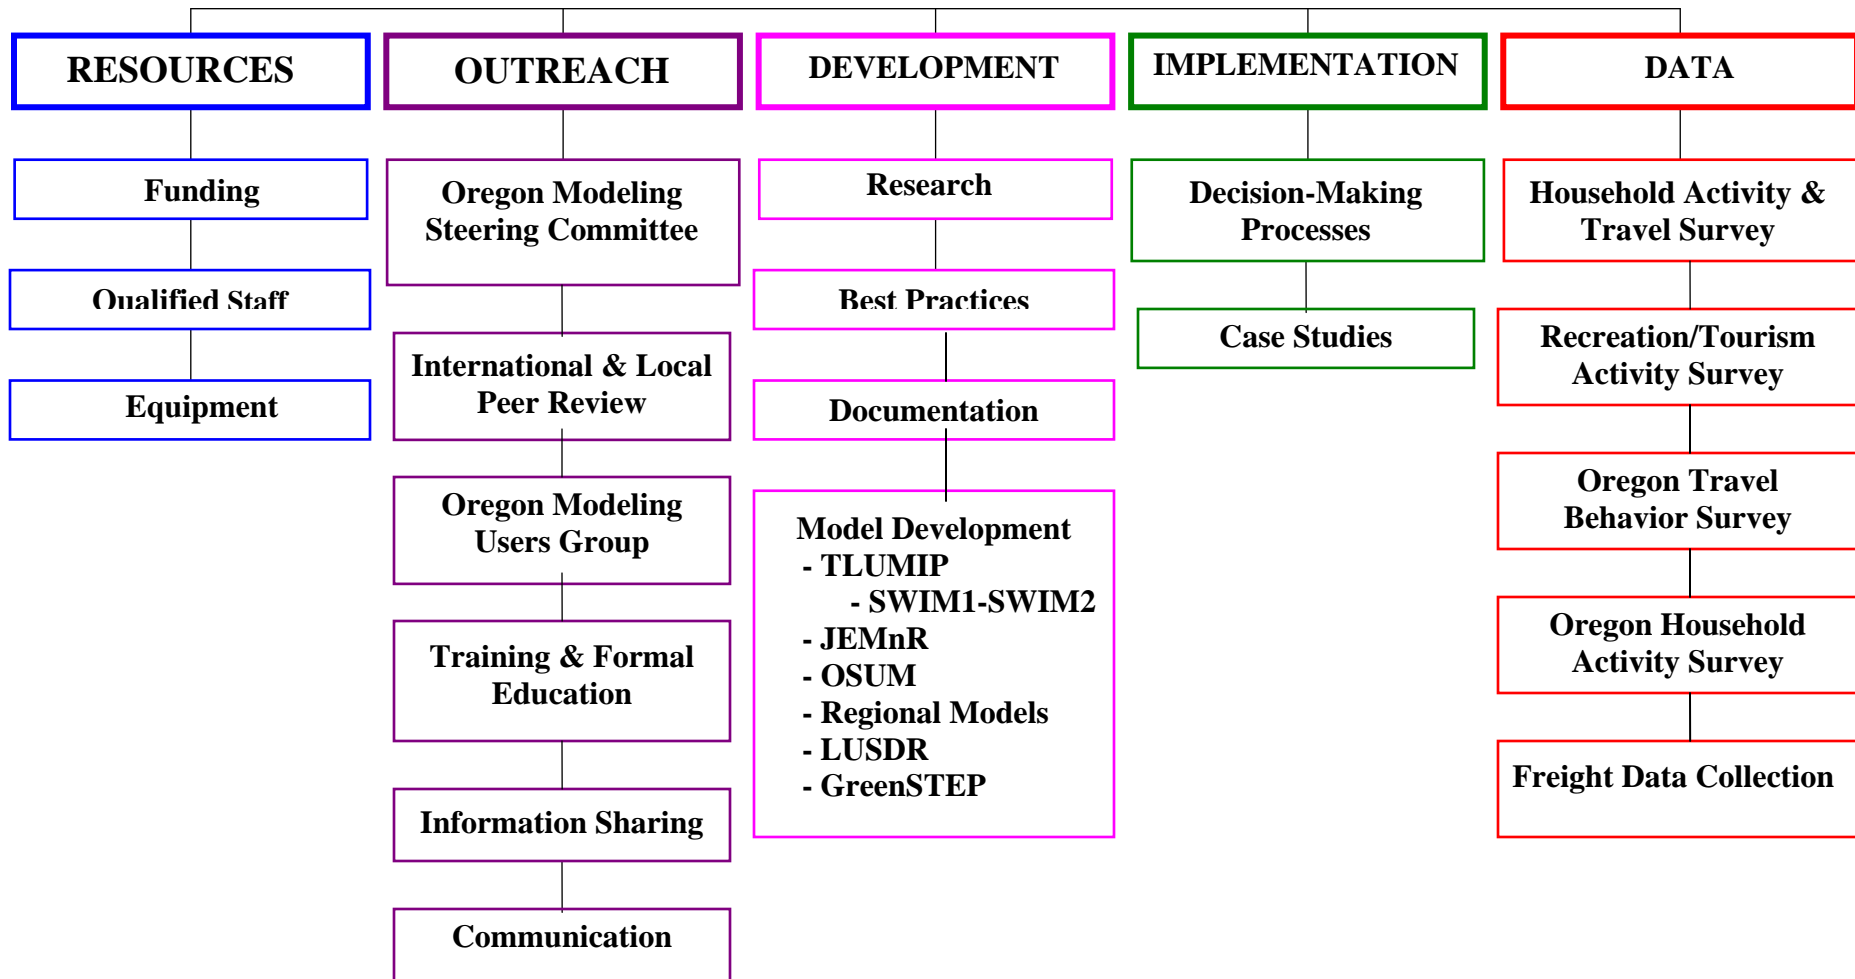 RESOURCES
Funding
Qualified Staff
Equipment
OUTREACH
Oregon Modeling
Steering Committee
International & Local
Peer Review
Oregon Modeling
Users Group
Training & Formal
Education
Information Sharing
Communication
DEVELOPMENT
Research
Best Practices
Documentation
Model Development
- TLUMIP
- SWIM1-SWIM2
- JEMnR
- OSUM
- Regional Models
- LUSDR
- GreenSTEP
IMPLEMENTATION
Decision-Making
Processes
Case Studies
DATA
Household Activity &
Travel Survey
Recreation/Tourism
Activity Survey
Oregon Travel
Behavior Survey
Oregon Household
Activity Survey
Freight Data Collection